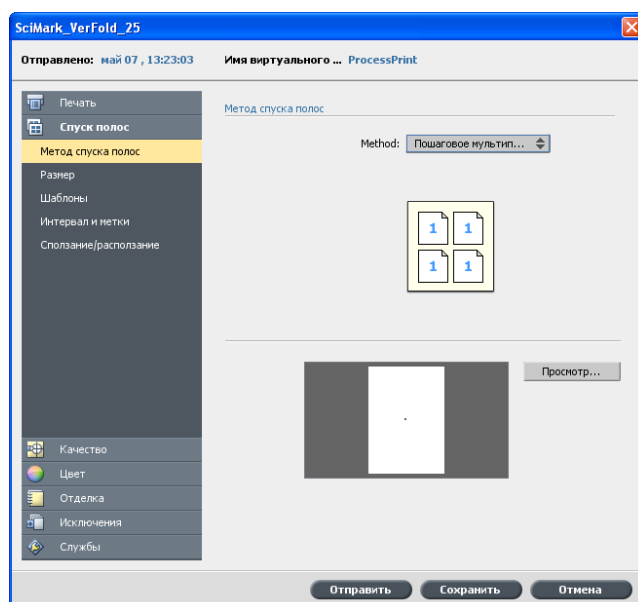 SciMark_VerFold_25
Отправлено: май 07 , 13:23:03 Имя виртуального ... ProcessPrint
Печать
Спуск полос
Метод спуска полос
Размер
Шаблоны
Интервал и метки
Сползание/расползание
Качество
Цвет
Отделка
Исключения
Службы
Метод спуска полос
Method: Пошаговое мультип...
1 1
1 1
Просмотр...
Отправить Сохранить Отмена